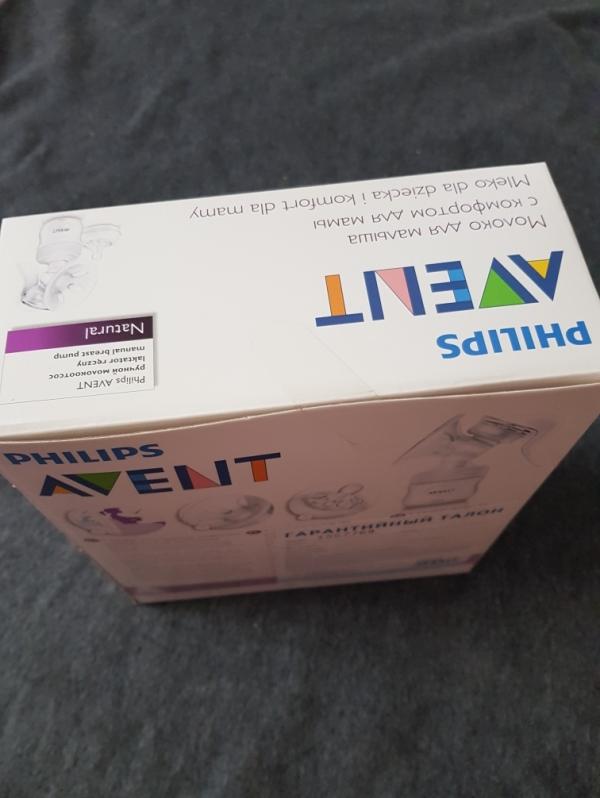 PHILIPS
AVENT
Молоко для малыша
с комфортом для мамы
Mleko dla dziecka i komfort dla mamy
Philips AVENT
ручной молокоотсос
laktator ręczny
manual breast pump
Natural
PHILIPS
AVENT
ГАРАНТИЙНЫЙ ТАЛОН